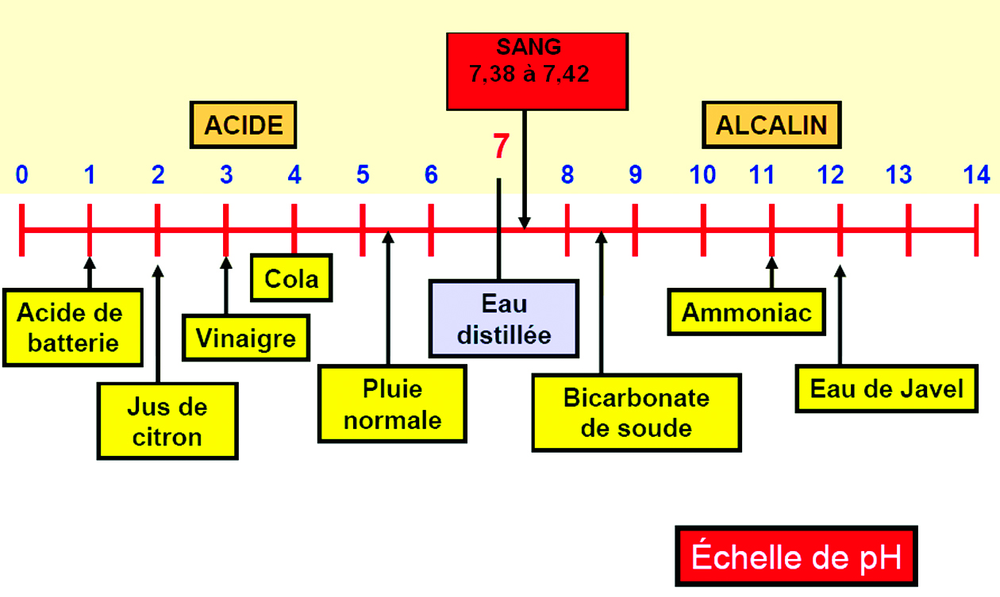 SANG
7,38 à 7,42
ACIDE
ALCALIN
7
0 1 2 3 4 5 6 8 9 10 11 12 13 14
Cola
Acide de
batterie
Vinaigre
Eau
distillée
Ammoniac
Jus de
citron
Pluie
normale
Bicarbonate
de soude
Eau de Javel
Échelle de pH